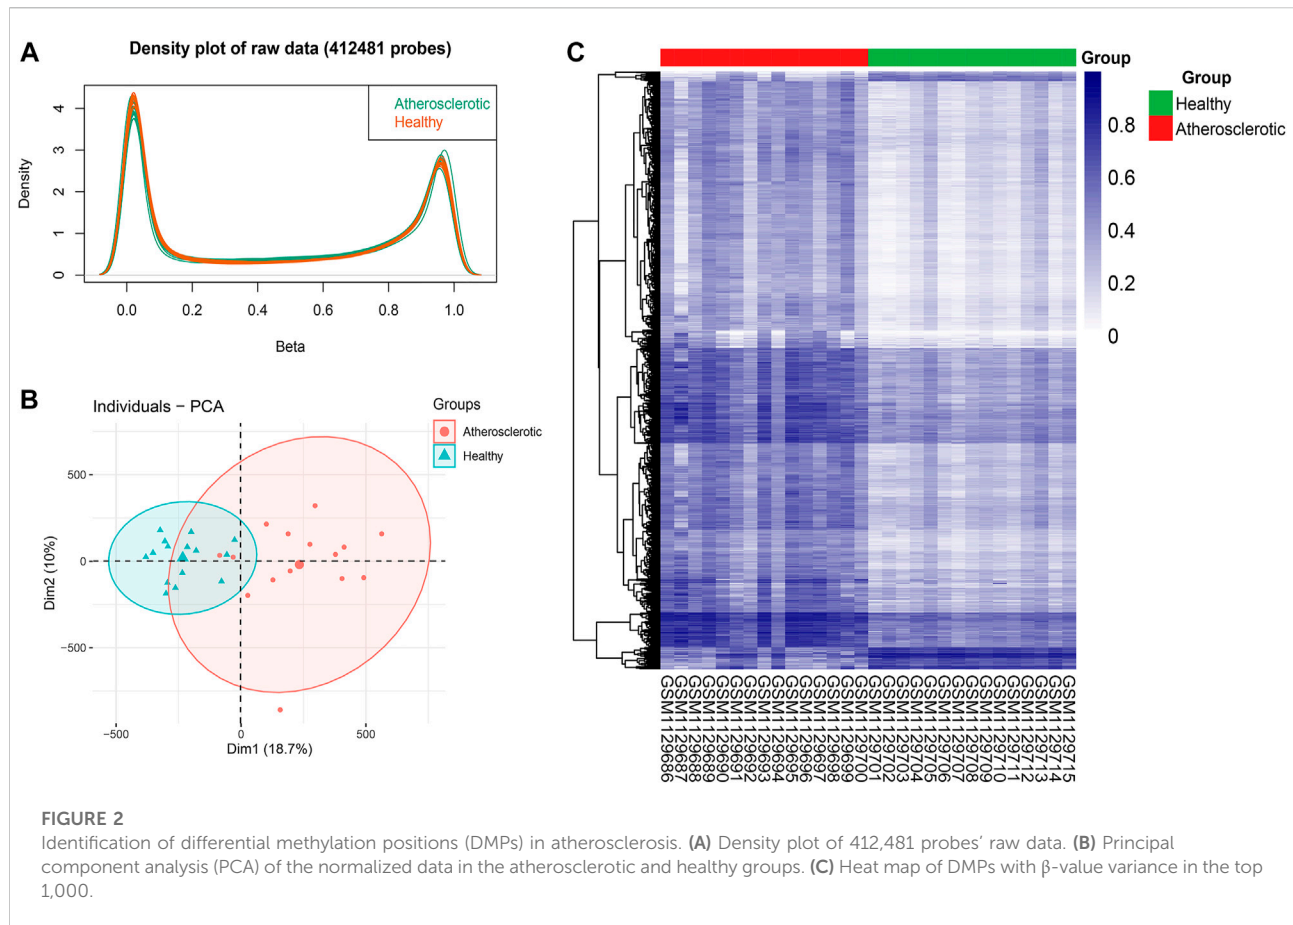 A
Density plot of raw data (412481 probes)
Atherosclerotic
Healthy
Density
4
3
2
1
0
0.0 0.2 0.4 0.6 0.8 1.0
Beta
B
Individuals − PCA
Groups
Atherosclerotic
Healthy
Dim2 (10%)
500
0
−500
−500 0 500
Dim1 (18.7%)
C
Group
0.8
0.6
0.4
0.2
0
Group
Healthy
Atherosclerotic
GSM1129686
GSM1129687
GSM1129688
GSM1129689
GSM1129690
GSM1129691
GSM1129692
GSM1129693
GSM1129694
GSM1129695
GSM1129696
GSM1129697
GSM1129698
GSM1129699
GSM1129700
GSM1129701
GSM1129702
GSM1129703
GSM1129704
GSM1129705
GSM1129706
GSM1129707
GSM1129708
GSM1129709
GSM1129710
GSM1129711
GSM1129712
GSM1129713
GSM1129714
GSM1129715
FIGURE 2
Identification of differential methylation positions (DMPs) in atherosclerosis. (A) Density plot of 412,481 probes’ raw data. (B) Principal
component analysis (PCA) of the normalized data in the atherosclerotic and healthy groups. (C) Heat map of DMPs with β-value variance in the top
1,000.